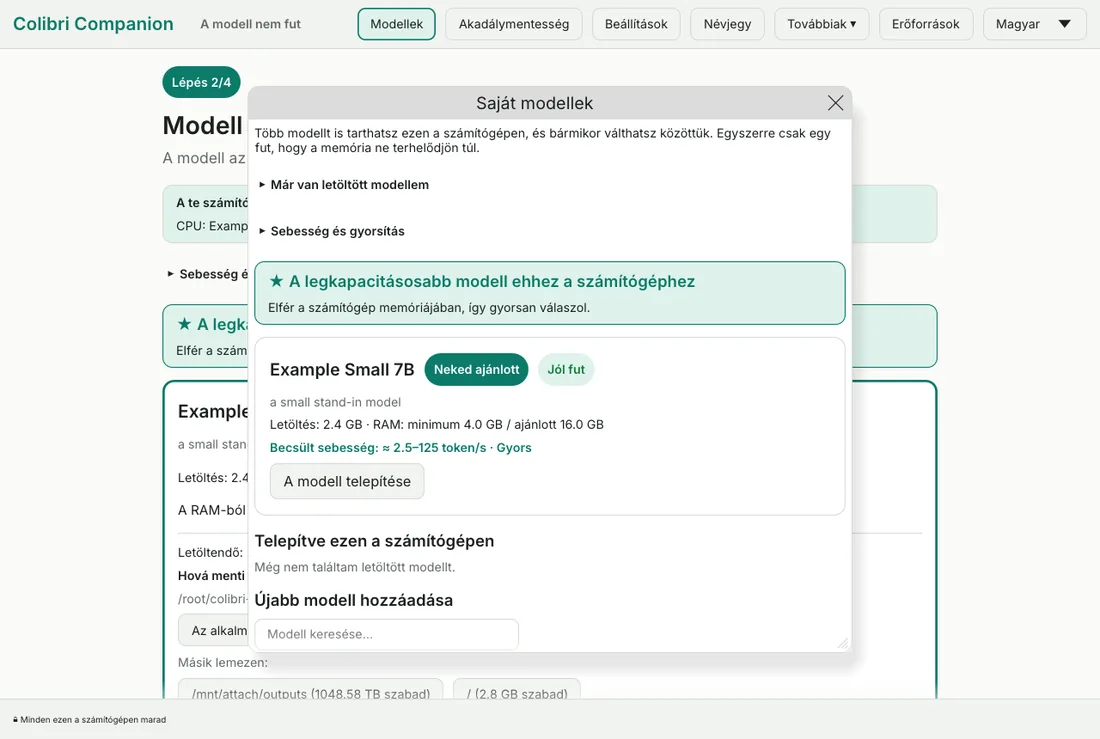 Colibri Companion
A modell nem fut
Modellek
Akadálymentesség
Beállítások
Névjegy
Továbbiak ▾
Erőforrások
Magyar
Lépés 2/4
Modell
A modell az
A te számító
CPU: Examp
Sebesség é
★ A legk
Elfér a szám
Example
a small stan
Letöltés: 2.4
A RAM-ból
Letöltendő:
Hová menti
/root/colibri-
Az alkalm
Másik lemezen:
/mnt/attach/outputs (1048.58 TB szabad)
/ (2.8 GB szabad)
Saját modellek
Több modellt is tarthatsz ezen a számítógépen, és bármikor válthatsz közöttük. Egyszerre csak egy
fut, hogy a memória ne terhelődjön túl.
▸ Már van letöltött modellem
▸ Sebesség és gyorsítás
★ A legkapacitásosabb modell ehhez a számítógéphez
Elfér a számítógép memóriájában, így gyorsan válaszol.
Example Small 7B
Neked ajánlott
Jól fut
a small stand-in model
Letöltés: 2.4 GB · RAM: minimum 4.0 GB / ajánlott 16.0 GB
Becsült sebesség: ≈ 2.5–125 token/s · Gyors
A modell telepítése
Telepítve ezen a számítógépen
Még nem találtam letöltött modellt.
Újabb modell hozzáadása
Modell keresése...
Minden ezen a számítógépen marad